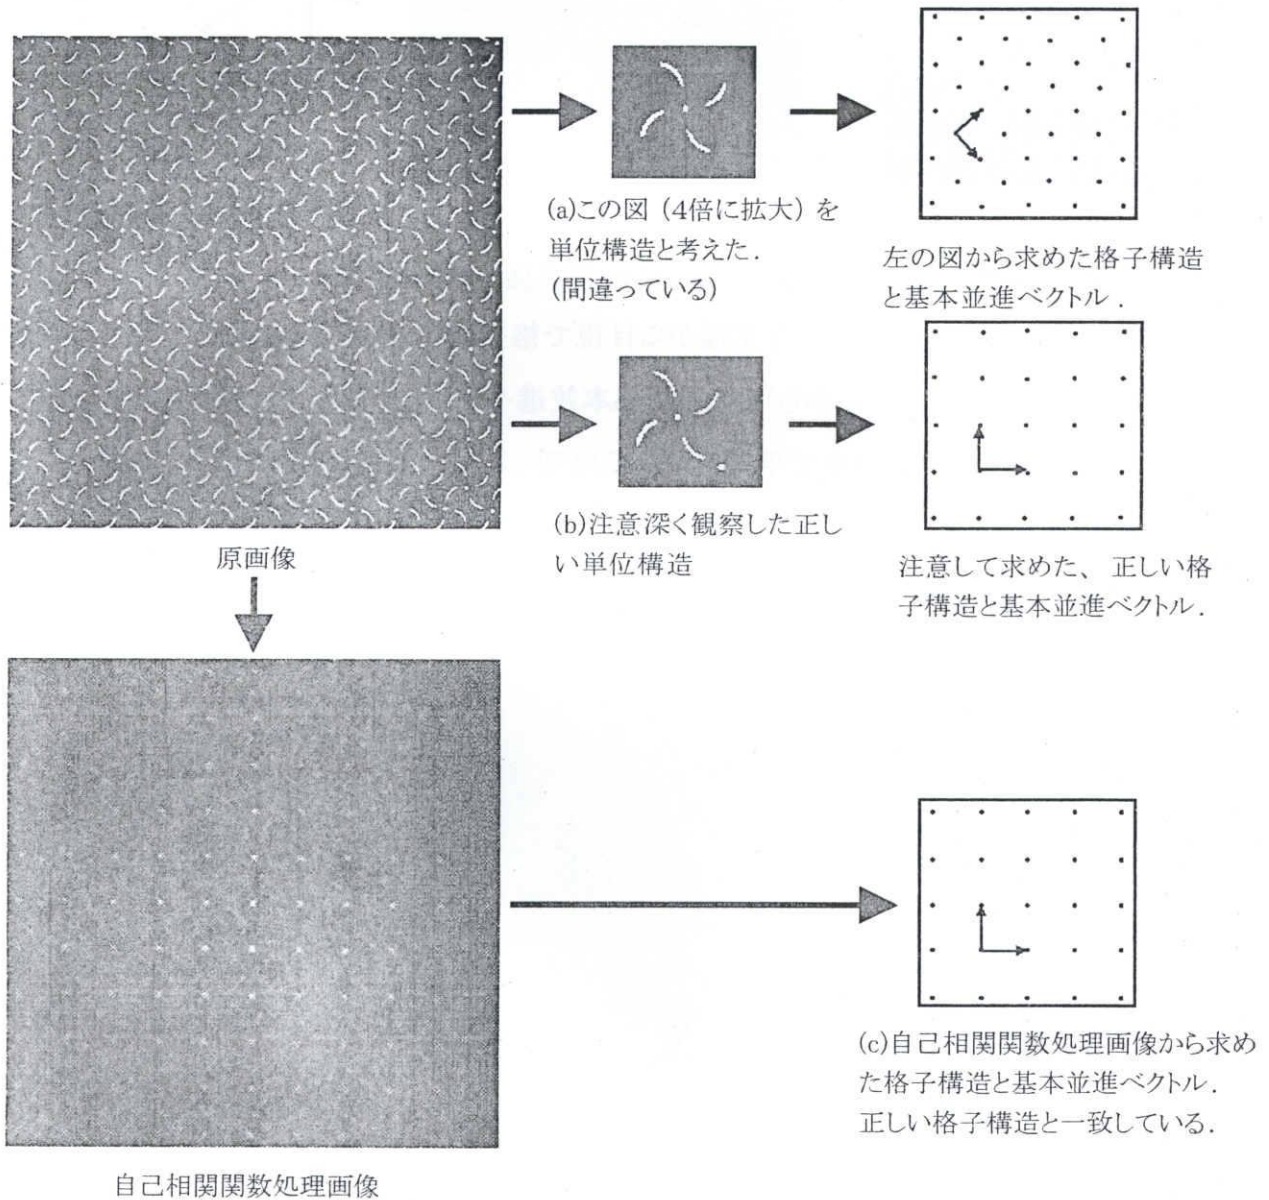 (a)この図（4倍に拡大）を
単位構造と考えた．
（間違っている）
左の図から求めた格子構造
と基本並進ベクトル．
(b)注意深く観察した正し
い単位構造
注意して求めた、正しい格
子構造と基本並進ベクトル．
原画像
(c)自己相関関数処理画像から求め
た格子構造と基本並進ベクトル．
正しい格子構造と一致している．
自己相関関数処理画像